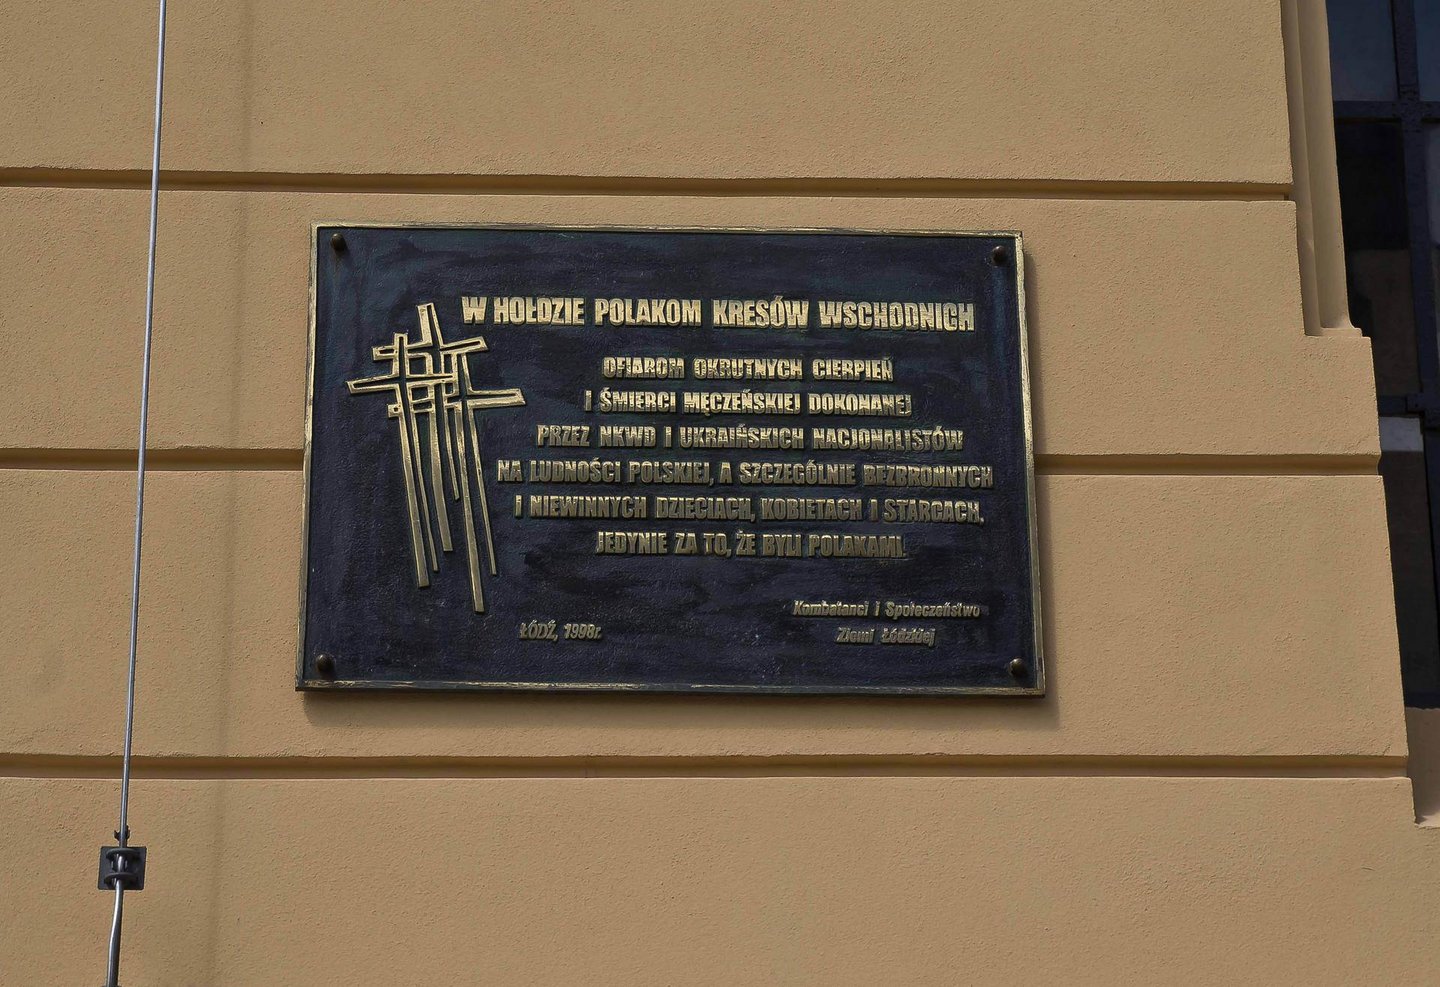 W HOŁDZIE POLAKOM KRESÓW WSCHODNICH
OFIAROM OKRUTNYCH CIERPIEŃ
I ŚMIERCI MĘCZEŃSKIEJ DOKONANEJ
PRZEZ NKWD I UKRAIŃSKICH NACJONALISTÓW
NA LUDNOŚCI POLSKIEJ, A SZCZEGÓLNIE BEZBRONNYCH
I NIEWINNYCH DZIECIACH, KOBIETACH I STARCACH.
JEDYNIE ZA TO, ŻE BYLI POLAKAMI.
Kombatanci i Społeczeństwo
Ziemi Łódzkiej
ŁÓDŹ, 1998r.